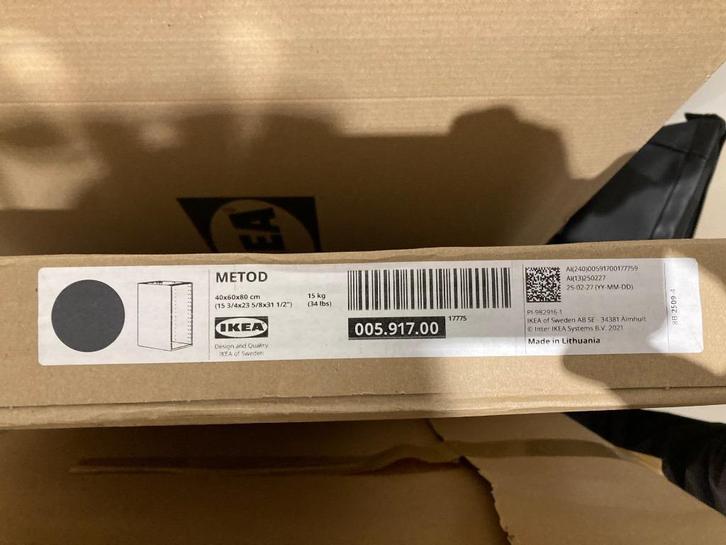 IKEA
METOD
40x60x80 cm
(15 3/4x23 5/8x31 1/2")
15 kg
(34 lbs)
IKEA
Design and Quality
IKEA of Sweden
005.917.00
17775
AI(240)00591700177759
AI(13)250227
25-02-27 (YY-MM-DD)
PI-982916-1
IKEA of Sweden AB SE - 34381 Älmhult
© Inter IKEA Systems B.V. 2021
Made in Lithuania